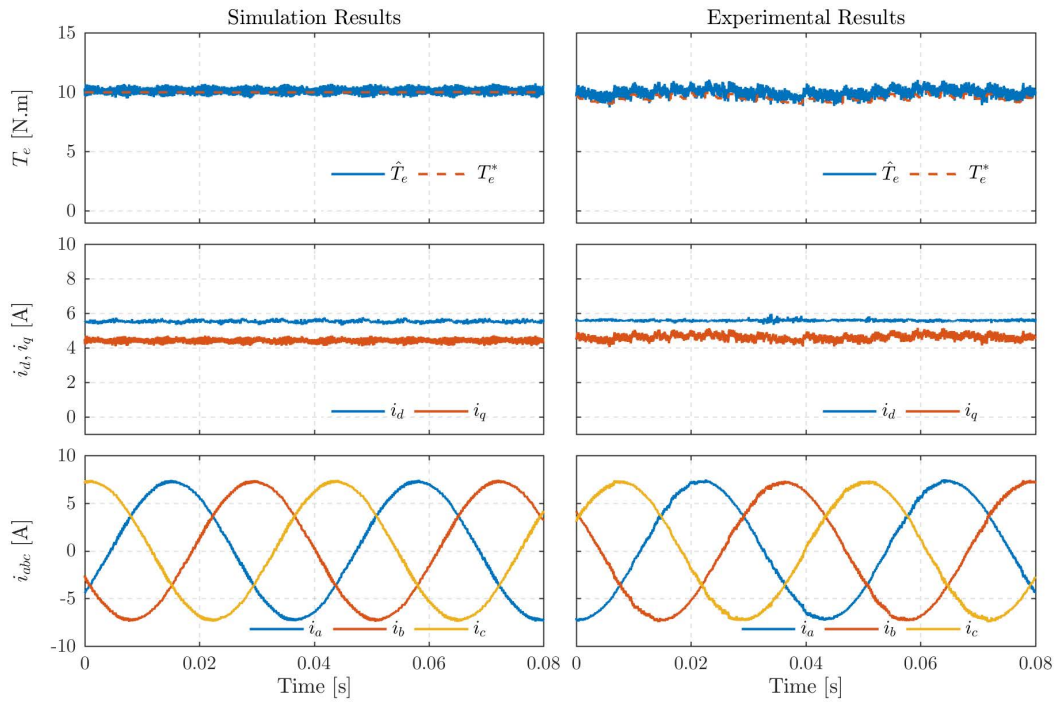 Simulation Results
Experimental Results
15
10
5
0
T_e [N.m]
T̂_e
T_e^*
T̂_e
T_e^*
10
8
6
4
2
0
i_d, i_q [A]
i_d
i_q
i_d
i_q
10
5
0
-5
-10
i_abc [A]
i_a
i_b
i_c
i_a
i_b
i_c
0
0.02
0.04
0.06
0.08
0
0.02
0.04
0.06
0.08
Time [s]
Time [s]